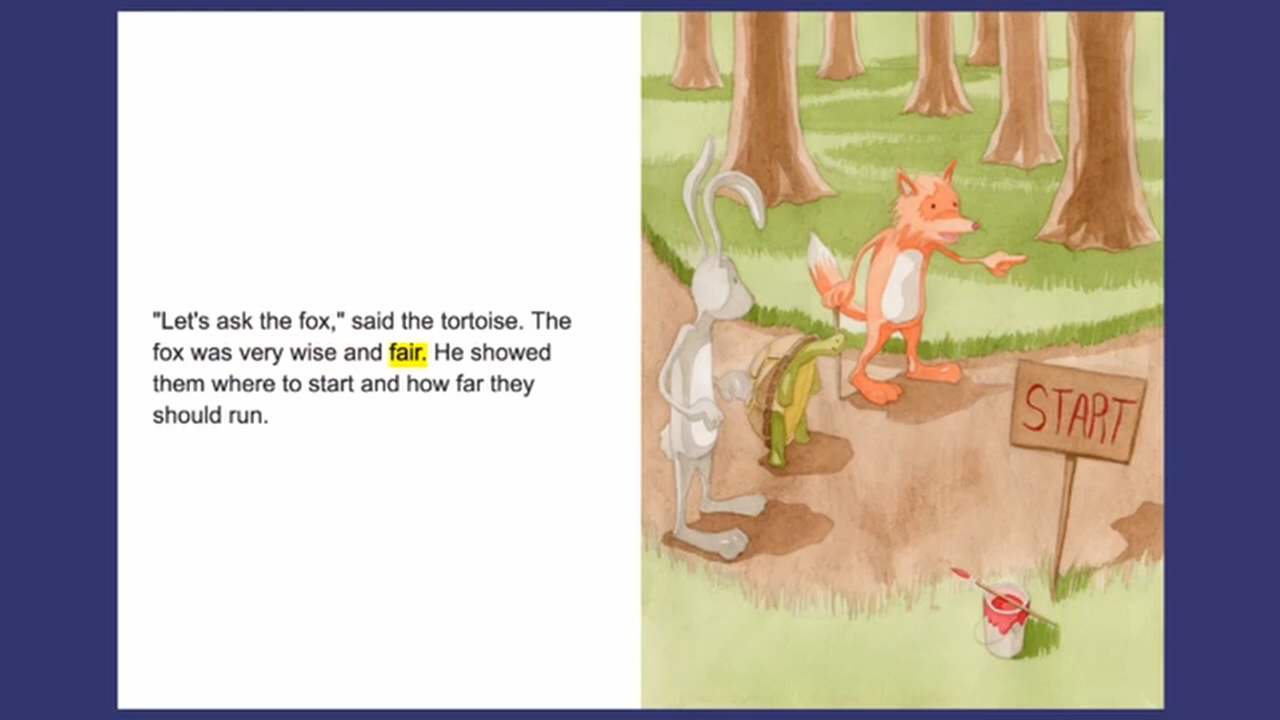 "Let's ask the fox," said the tortoise. The
fox was very wise and fair. He showed
them where to start and how far they
should run.
START